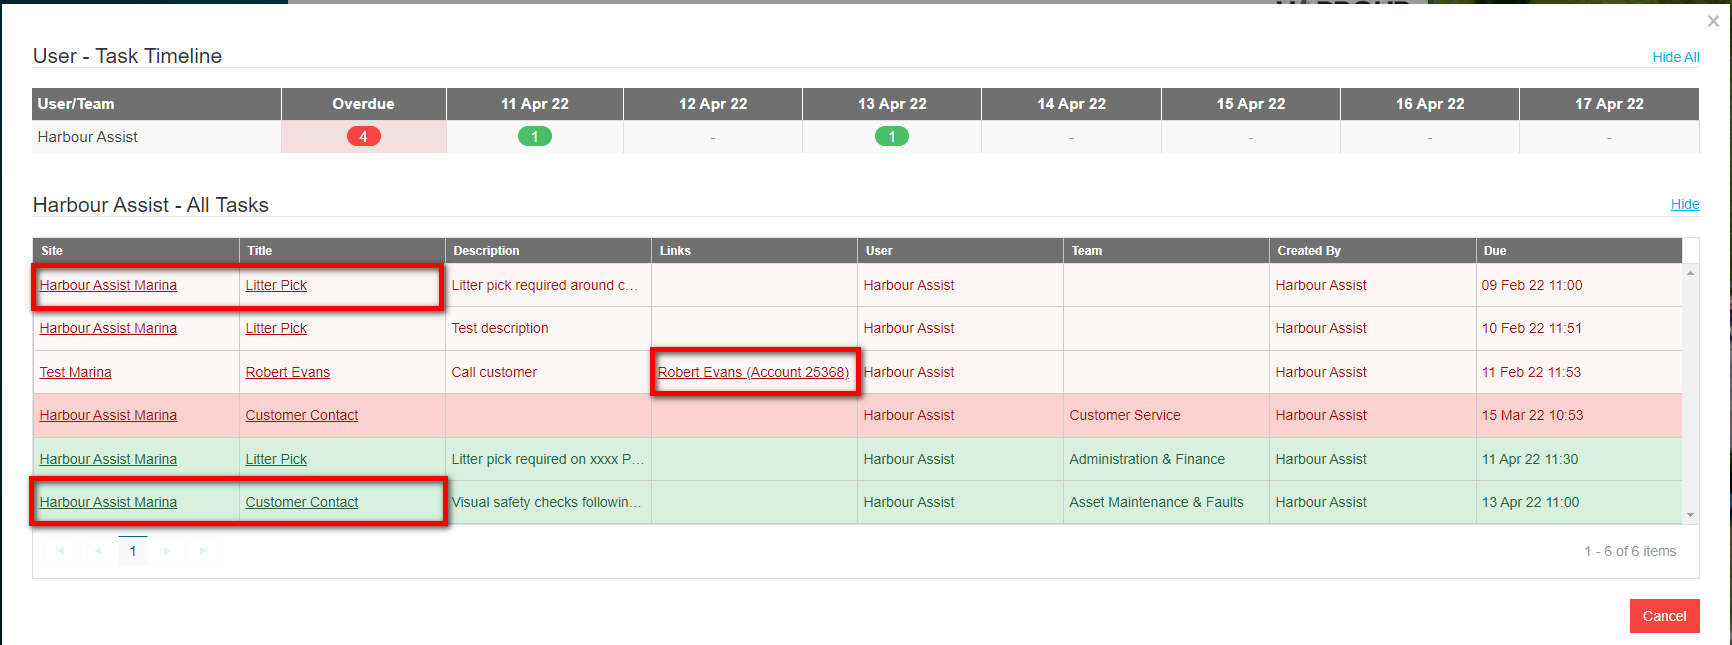 ×
User - Task Timeline Hide All
User/Team Overdue 11 Apr 22 12 Apr 22 13 Apr 22 14 Apr 22 15 Apr 22 16 Apr 22 17 Apr 22
Harbour Assist 4 1 - 1 - - - -
Harbour Assist - All Tasks Hide
Site Title Description Links User Team Created By Due
Harbour Assist Marina Litter Pick Litter pick required around c... Harbour Assist Harbour Assist 09 Feb 22 11:00
Harbour Assist Marina Litter Pick Test description Harbour Assist Harbour Assist 10 Feb 22 11:51
Test Marina Robert Evans Call customer Robert Evans (Account 25368) Harbour Assist Harbour Assist 11 Feb 22 11:53
Harbour Assist Marina Customer Contact Harbour Assist Customer Service Harbour Assist 15 Mar 22 10:53
Harbour Assist Marina Litter Pick Litter pick required on xxxx P... Harbour Assist Administration & Finance Harbour Assist 11 Apr 22 11:30
Harbour Assist Marina Customer Contact Visual safety checks followin... Harbour Assist Asset Maintenance & Faults Harbour Assist 13 Apr 22 11:00
1 1 - 6 of 6 items
Cancel